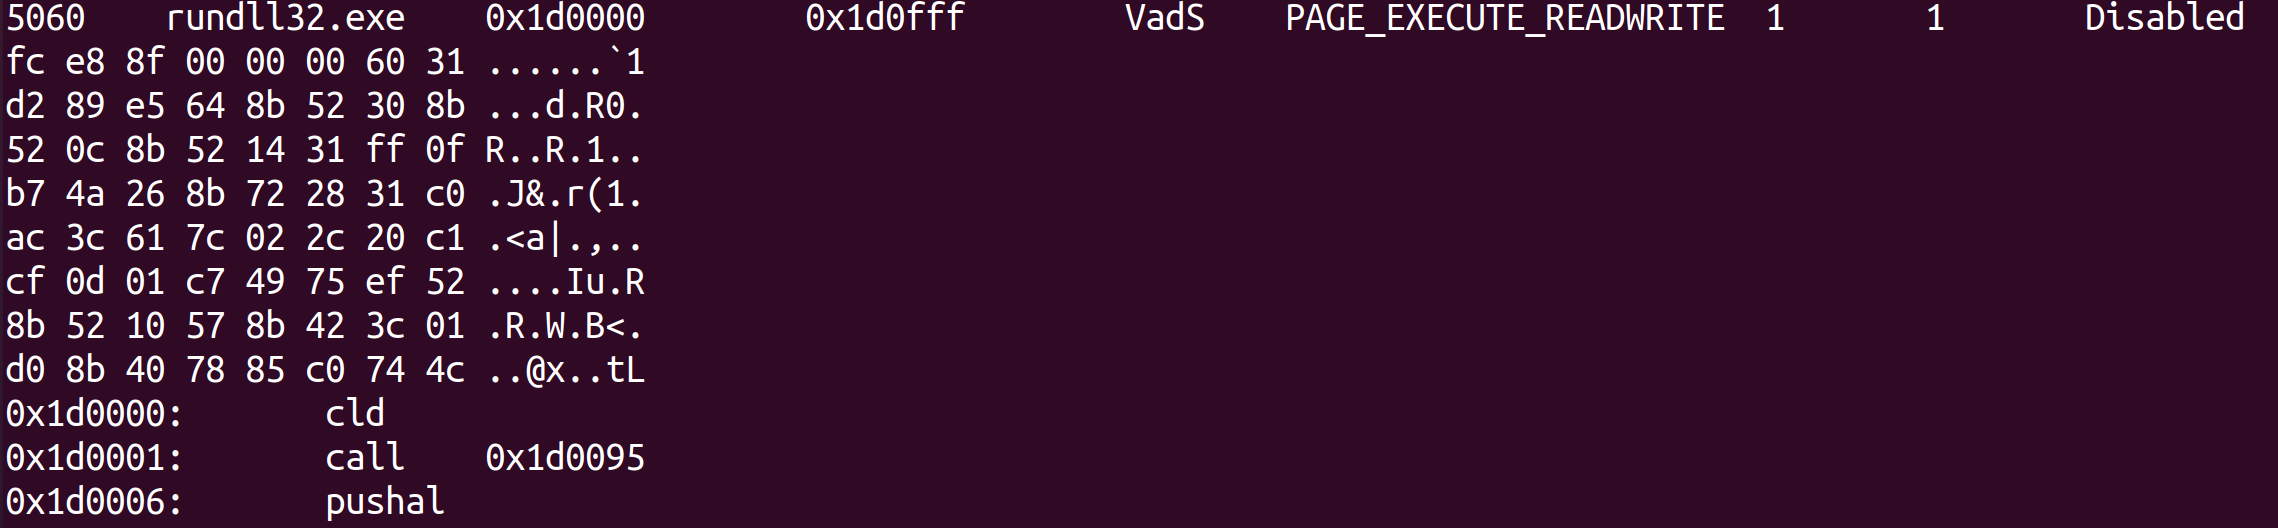 5060 rundll32.exe 0x1d0000 0x1d0fff VadS PAGE_EXECUTE_READWRITE 1 1 Disabled
fc e8 8f 00 00 00 60 31 ......`1
d2 89 e5 64 8b 52 30 8b ...d.R0.
52 0c 8b 52 14 31 ff 0f R..R.1..
b7 4a 26 8b 72 28 31 c0 .J&.r(1.
ac 3c 61 7c 02 2c 20 c1 .<a|.,..
cf 0d 01 c7 49 75 ef 52 ....Iu.R
8b 52 10 57 8b 42 3c 01 .R.W.B<.
d0 8b 40 78 85 c0 74 4c ..@x..tL
0x1d0000: cld
0x1d0001: call 0x1d0095
0x1d0006: pushal